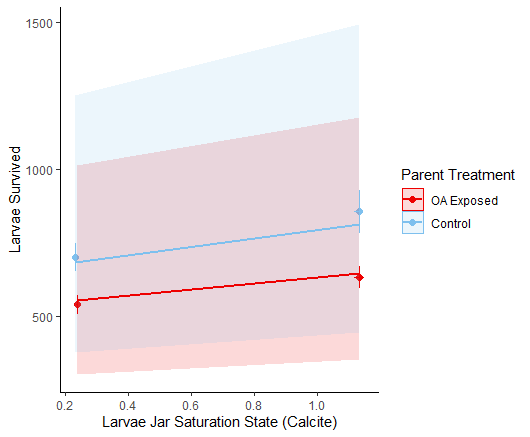 1500
1000
500
Larvae Survived
0.2 0.4 0.6 0.8 1.0
Larvae Jar Saturation State (Calcite)
Parent Treatment
OA Exposed
Control